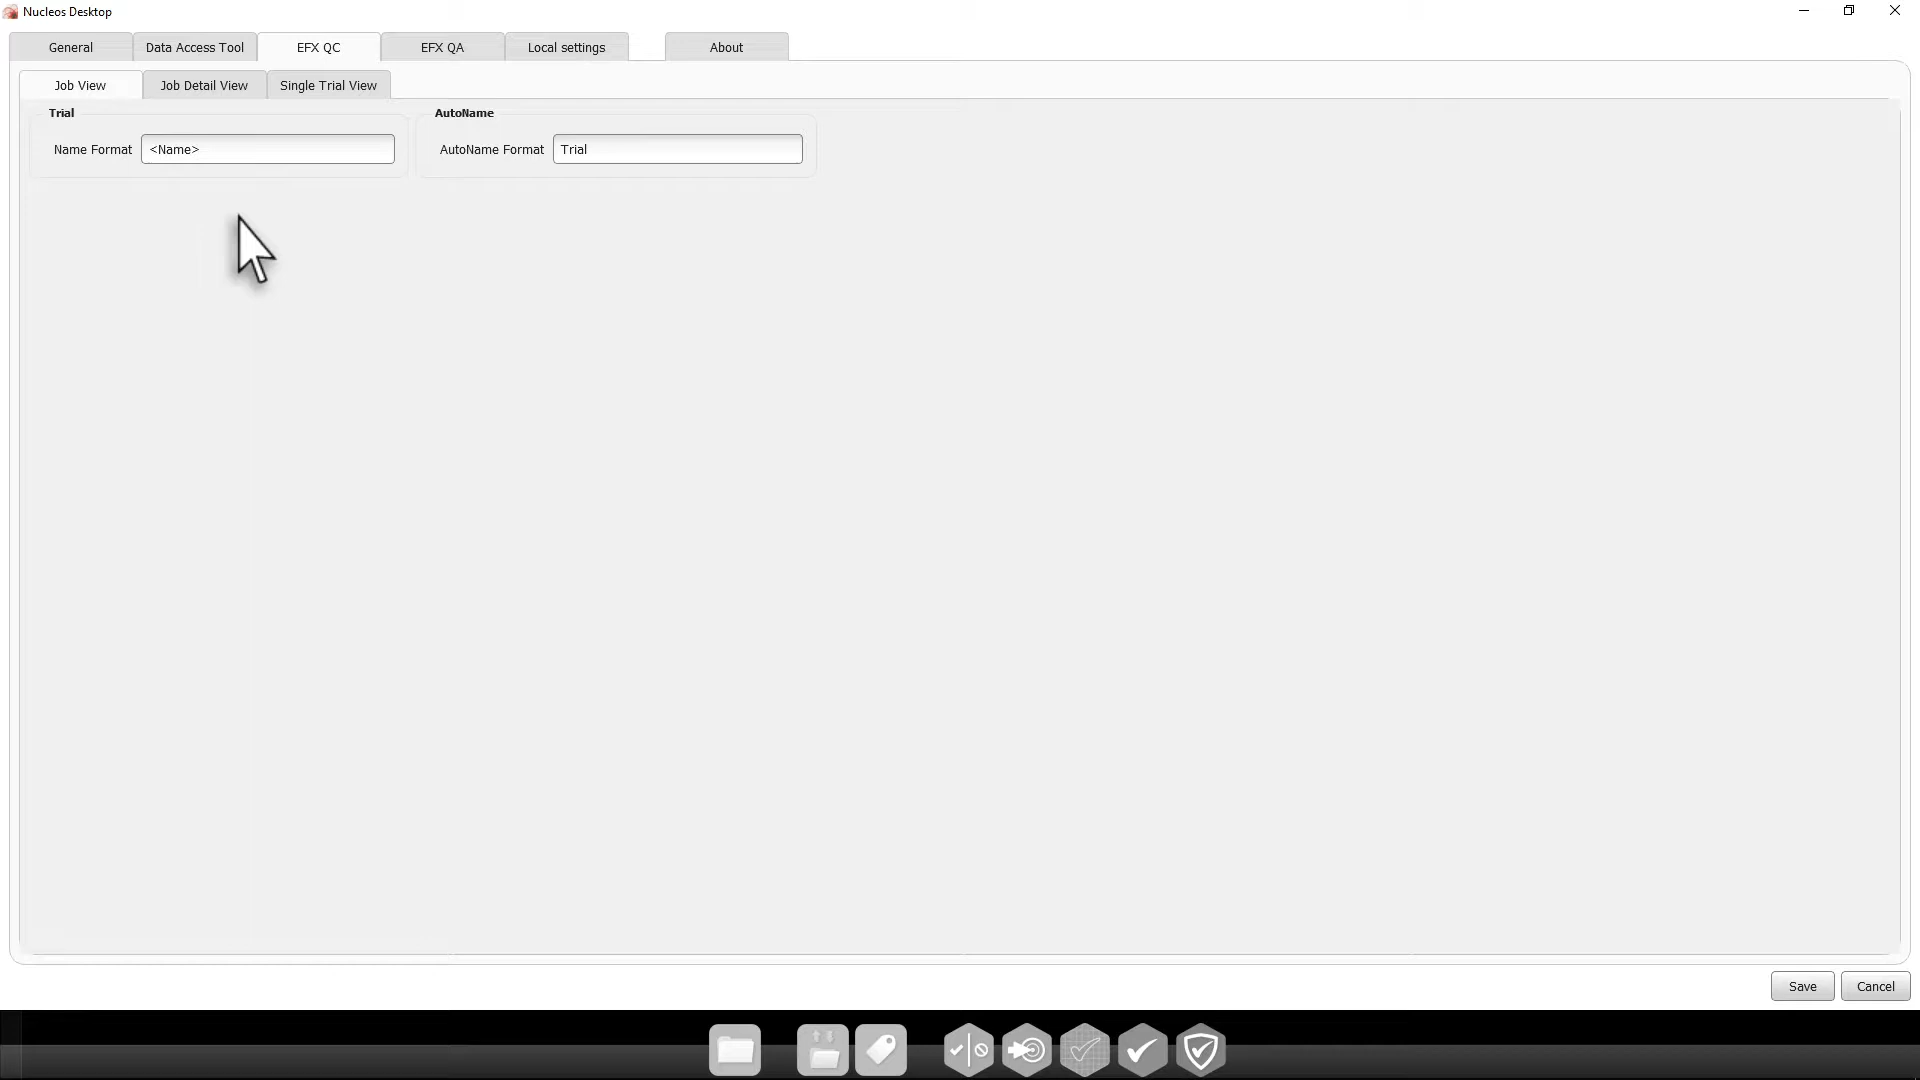 Nucleos Desktop
General Data Access Tool EFX QC EFX QA Local settings About
Job View Job Detail View Single Trial View
Trial AutoName
Name Format <Name> AutoName Format Trial
Save Cancel